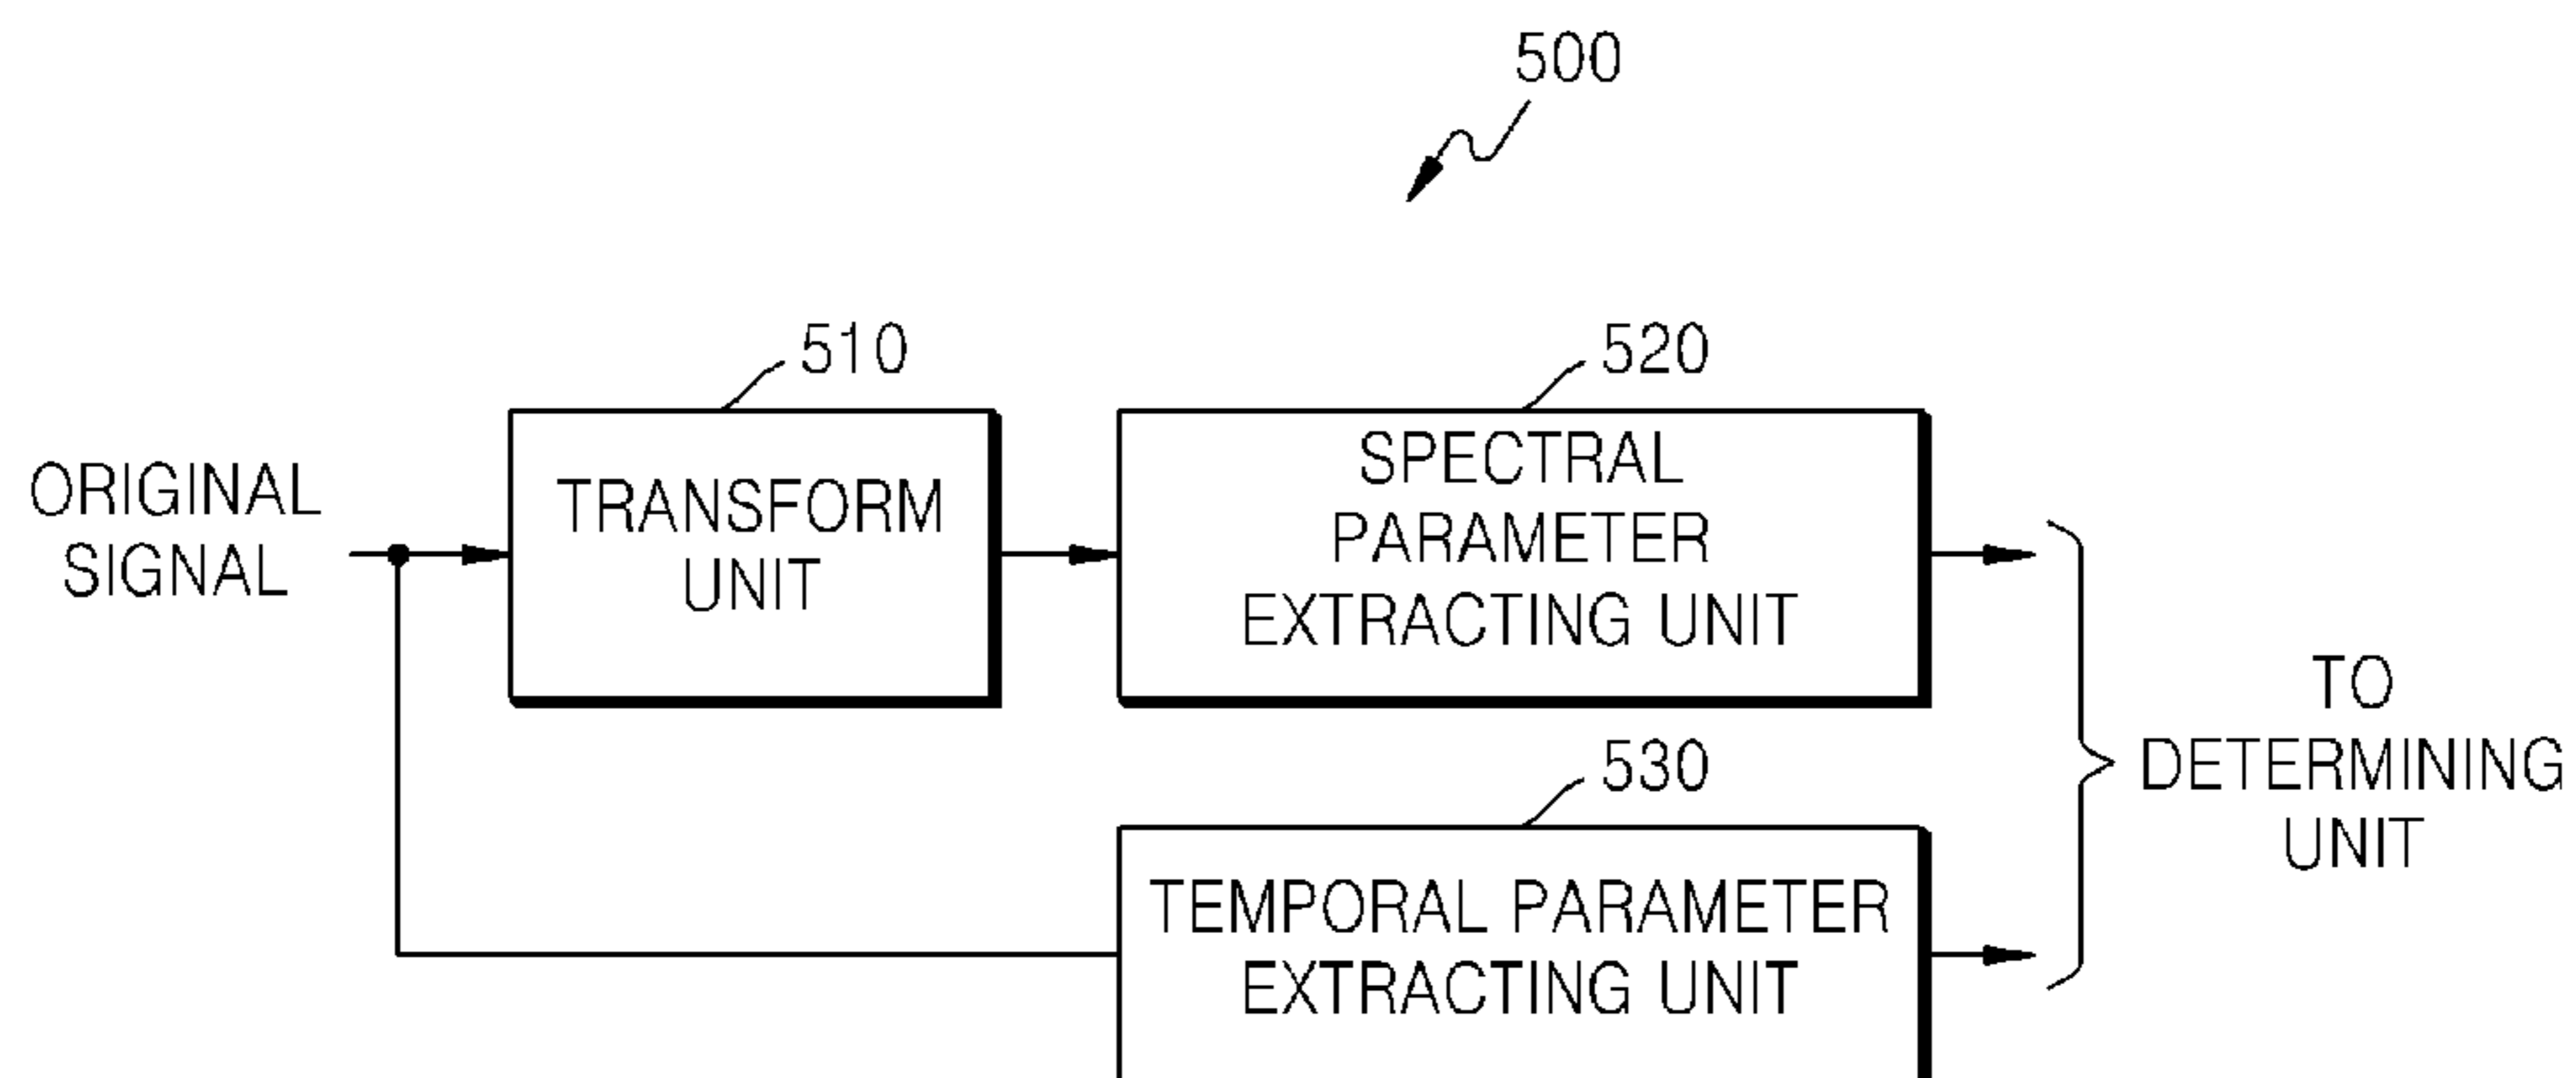 500
510
520
ORIGINAL
SIGNAL
TRANSFORM
UNIT
SPECTRAL
PARAMETER
EXTRACTING UNIT
530
TEMPORAL PARAMETER
EXTRACTING UNIT
TO
DETERMINING
UNIT